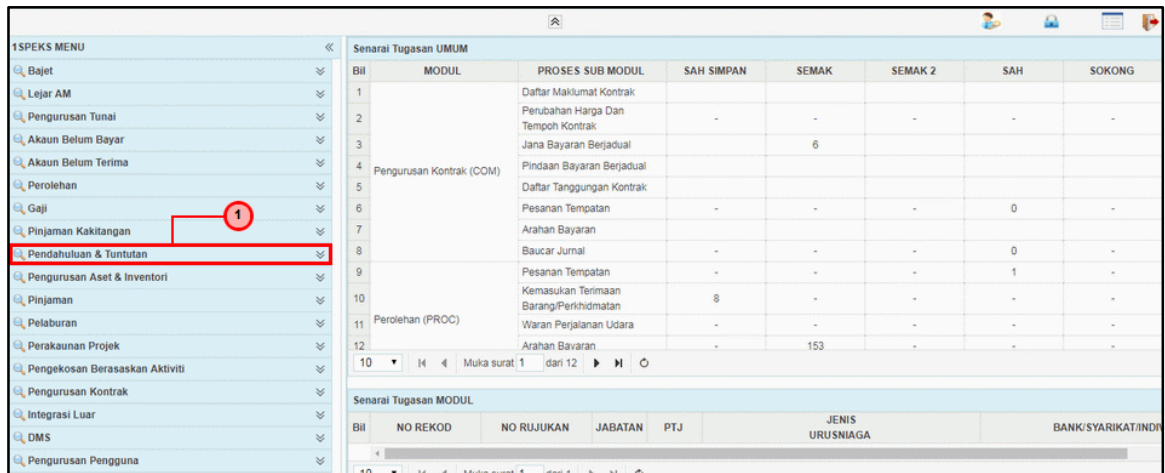 1SPEKS MENU
Bajet
Lejar AM
Pengurusan Tunai
Akaun Belum Bayar
Akaun Belum Terima
Perolehan
Gaji
1
Pinjaman Kakitangan
Pendahuluan & Tuntutan
Pengurusan Aset & Inventori
Pinjaman
Pelaburan
Perakaunan Projek
Pengekosan Berasaskan Aktiviti
Pengurusan Kontrak
Integrasi Luar
DMS
Pengurusan Pengguna
Senarai Tugasan UMUM
Bil MODUL PROSES SUB MODUL SAH SIMPAN SEMAK SEMAK 2 SAH SOKONG
1 Daftar Maklumat Kontrak
2 Perubahan Harga Dan
Tempoh Kontrak - - - - -
3 Jana Bayaran Berjadual 6
4 Pengurusan Kontrak (COM) Pindaan Bayaran Berjadual
5 Daftar Tanggungan Kontrak
6 Pesanan Tempatan - - - 0 -
7 Arahan Bayaran
8 Baucar Jurnal - - - 0 -
9 Pesanan Tempatan - - - 1 -
10 Kemasukan Terimaan
Barang/Perkhidmatan 8 - - - -
11 Perolehan (PROC) Waran Perjalanan Udara - - - - -
12 Arahan Bayaran - 153 - - -
10 Muka surat 1 dari 12
Senarai Tugasan MODUL
Bil NO REKOD NO RUJUKAN JABATAN PTJ JENIS
URUSNIAGA BANK/SYARIKAT/INDIV
10 Muka surat 1 dari 1